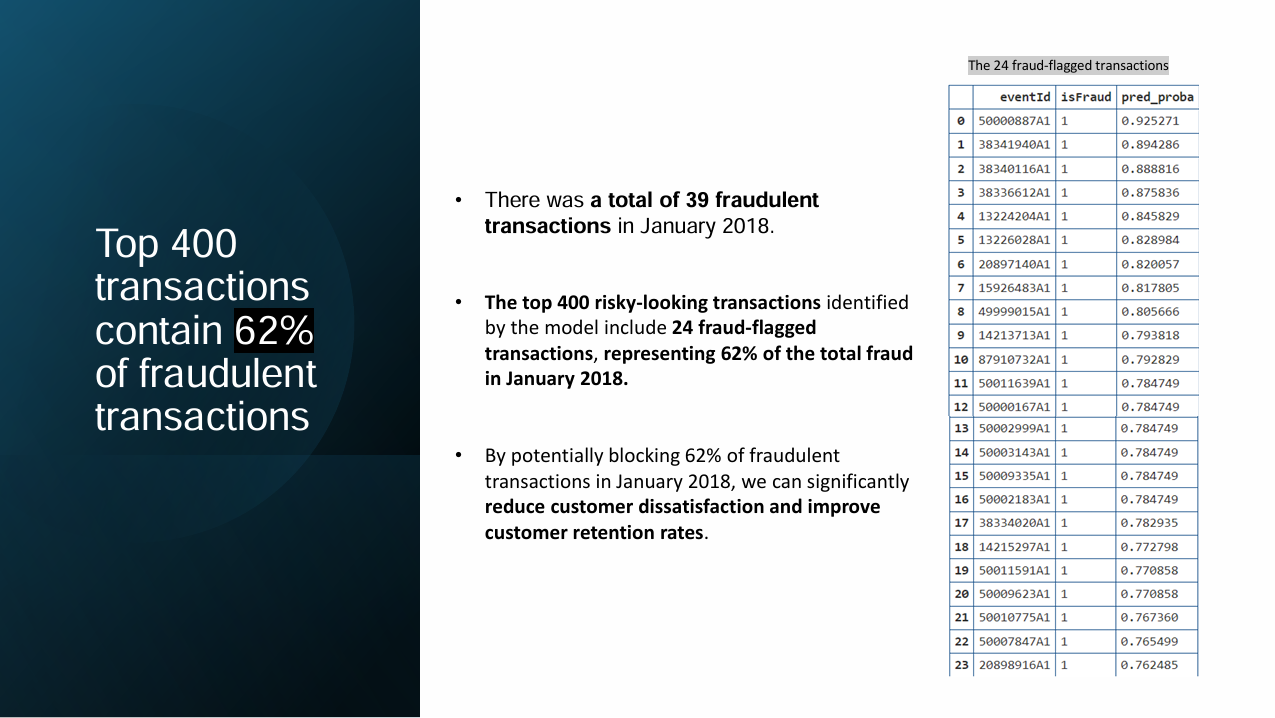 Top 400
transactions
contain 62%
of fraudulent
transactions
• There was a total of 39 fraudulent
transactions in January 2018.
• The top 400 risky-looking transactions identified
by the model include 24 fraud-flagged
transactions, representing 62% of the total fraud
in January 2018.
• By potentially blocking 62% of fraudulent
transactions in January 2018, we can significantly
reduce customer dissatisfaction and improve
customer retention rates.
The 24 fraud-flagged transactions
eventId isFraud pred_proba
0 50000887A1 1 0.925271
1 38341940A1 1 0.894286
2 38340116A1 1 0.888816
3 38336612A1 1 0.875836
4 13224204A1 1 0.845829
5 13226028A1 1 0.828984
6 20897140A1 1 0.820057
7 15926483A1 1 0.817805
8 49999015A1 1 0.805666
9 14213713A1 1 0.793818
10 87910732A1 1 0.792829
11 50011639A1 1 0.784749
12 50000167A1 1 0.784749
13 50002999A1 1 0.784749
14 50003143A1 1 0.784749
15 50009335A1 1 0.784749
16 50002183A1 1 0.784749
17 38334020A1 1 0.782935
18 14215297A1 1 0.772798
19 50011591A1 1 0.770858
20 50009623A1 1 0.770858
21 50010775A1 1 0.767360
22 50007847A1 1 0.765499
23 20898916A1 1 0.762485